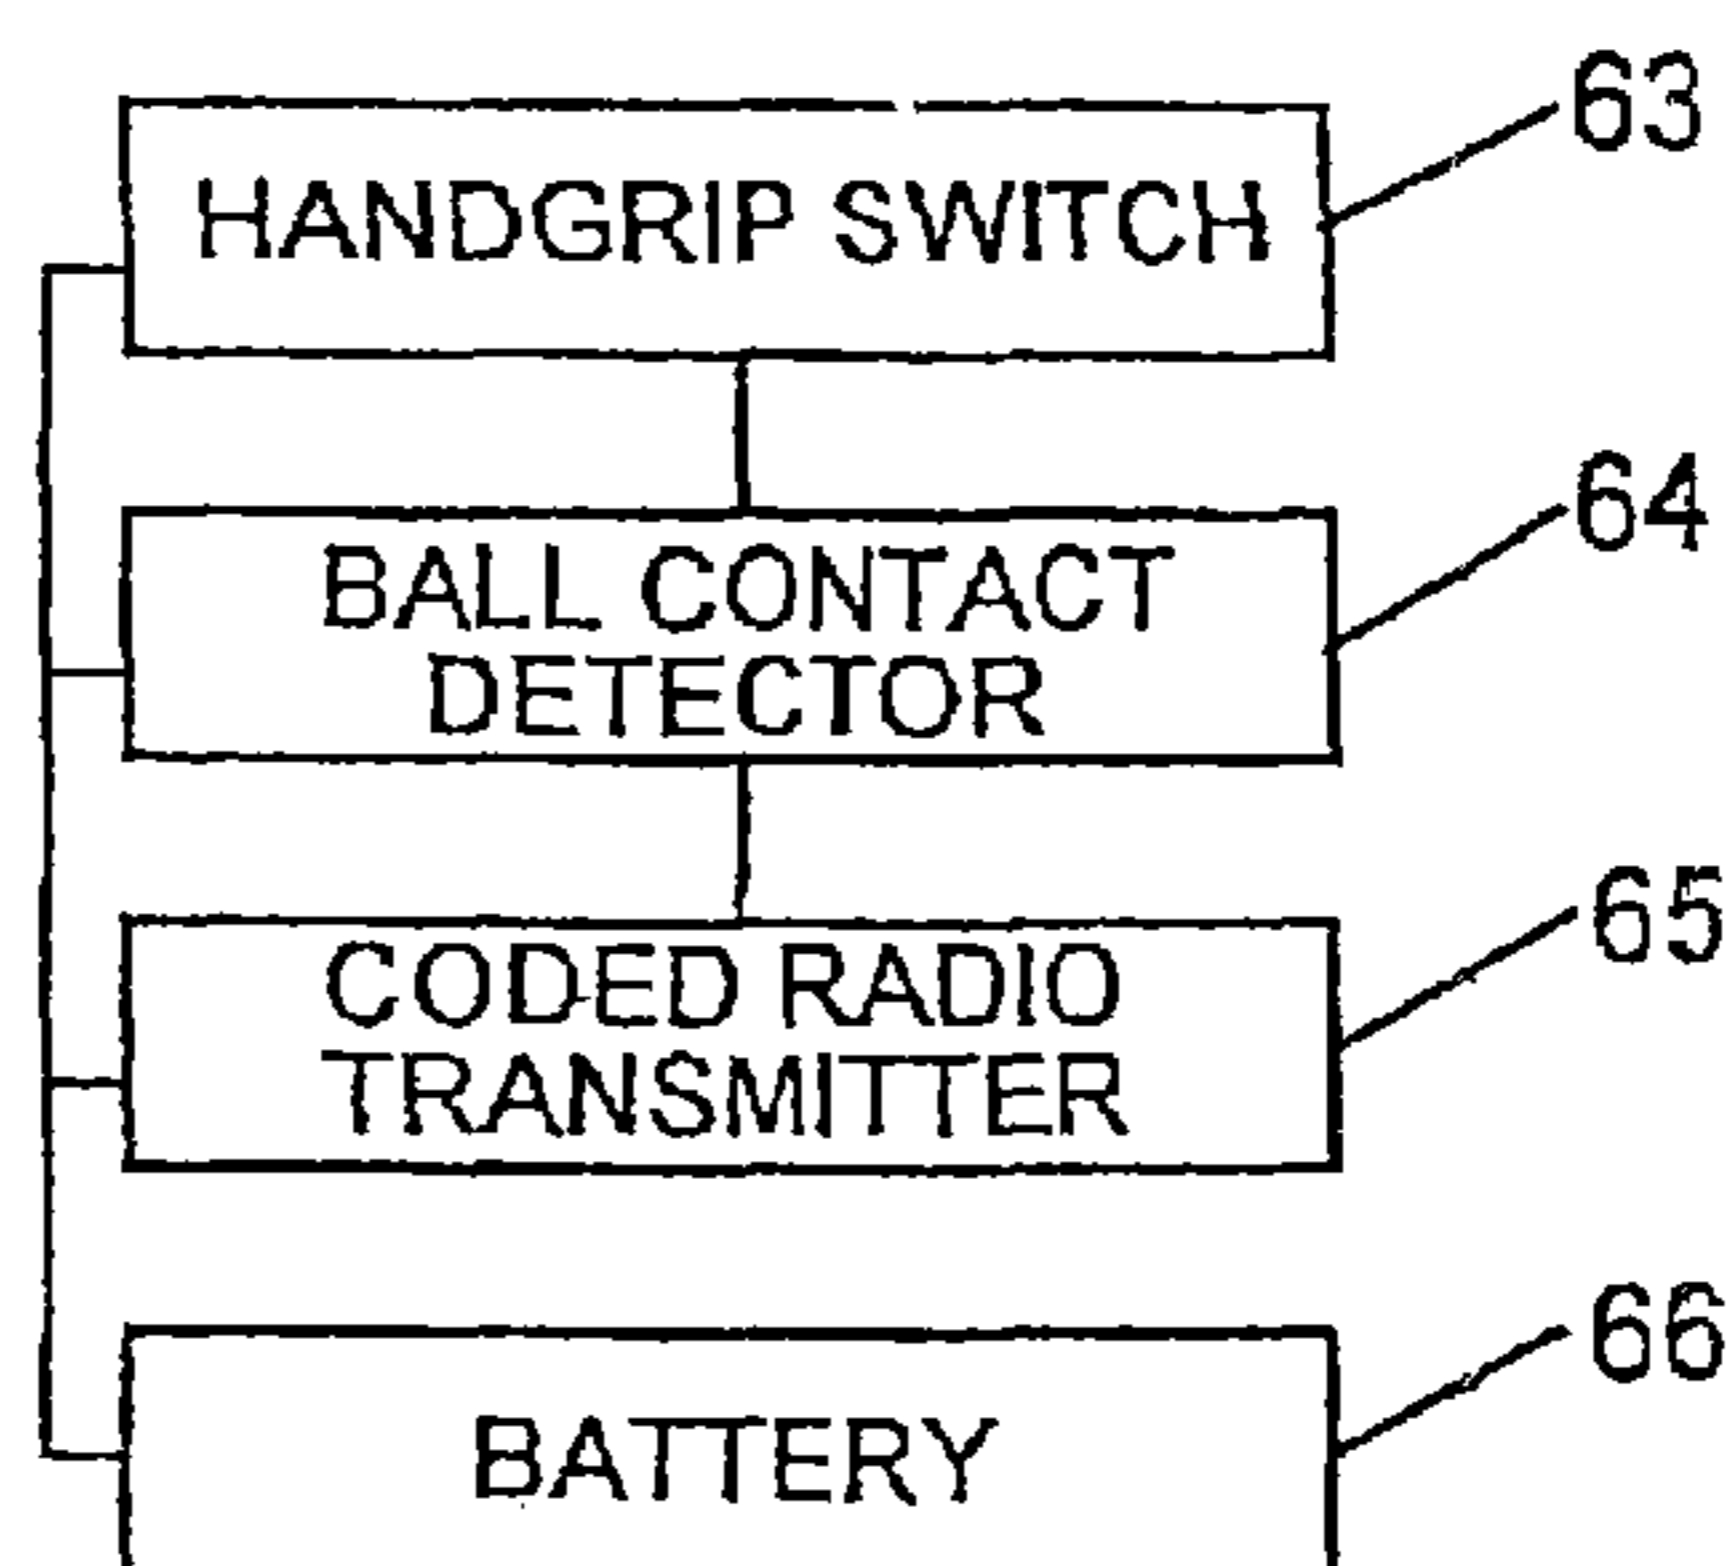 63
HANDGRIP SWITCH
64
BALL CONTACT
DETECTOR
65
CODED RADIO
TRANSMITTER
66
BATTERY